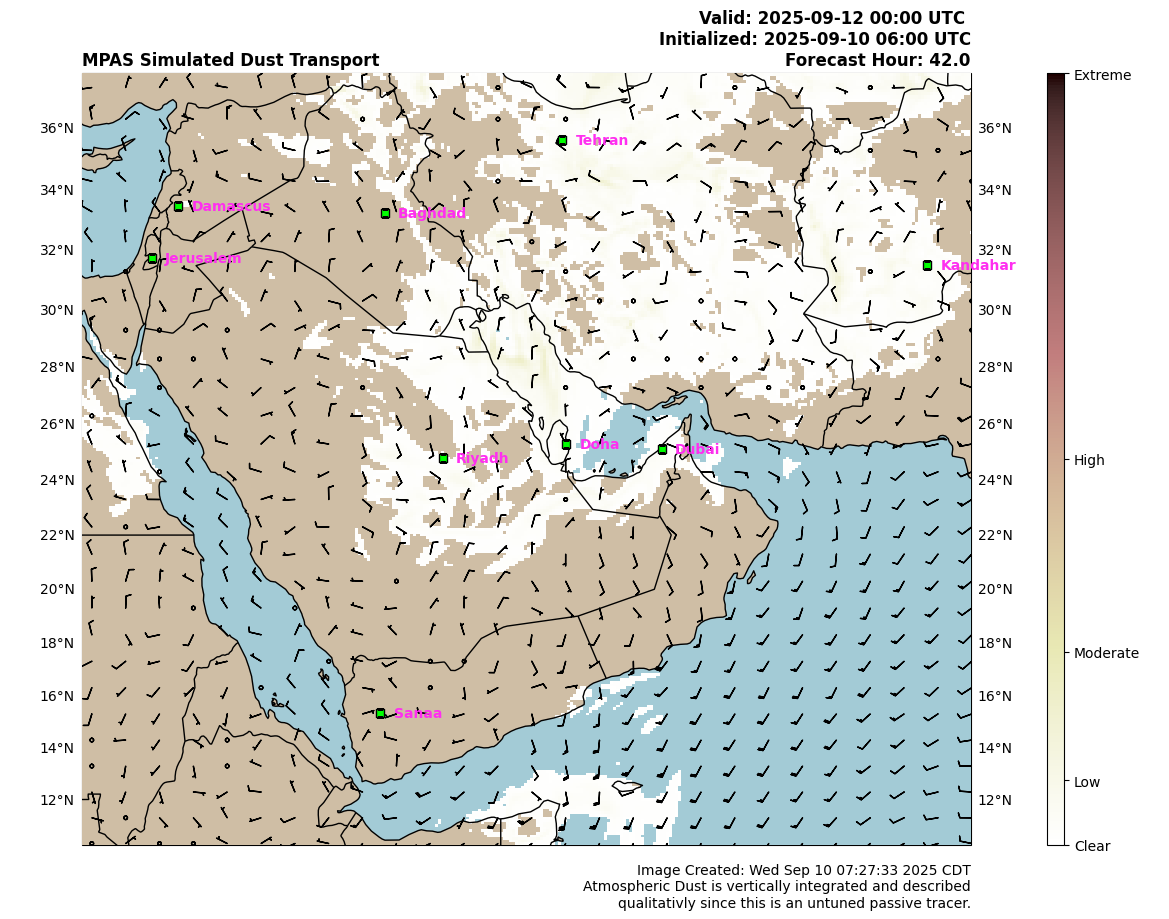 Valid: 2025-09-12 00:00 UTC
Initialized: 2025-09-10 06:00 UTC
MPAS Simulated Dust Transport
Forecast Hour: 42.0
36°N
34°N
32°N
30°N
28°N
26°N
24°N
22°N
20°N
18°N
16°N
14°N
12°N
Tehran
Damascus
Baghdad
Jerusalem
Kandahar
Doha
Dubai
Riyadh
Sanaa
36°N
34°N
32°N
30°N
28°N
26°N
24°N
22°N
20°N
18°N
16°N
14°N
12°N
Extreme
High
Moderate
Low
Clear
Image Created: Wed Sep 10 07:27:33 2025 CDT
Atmospheric Dust is vertically integrated and described
qualitativly since this is an untuned passive tracer.